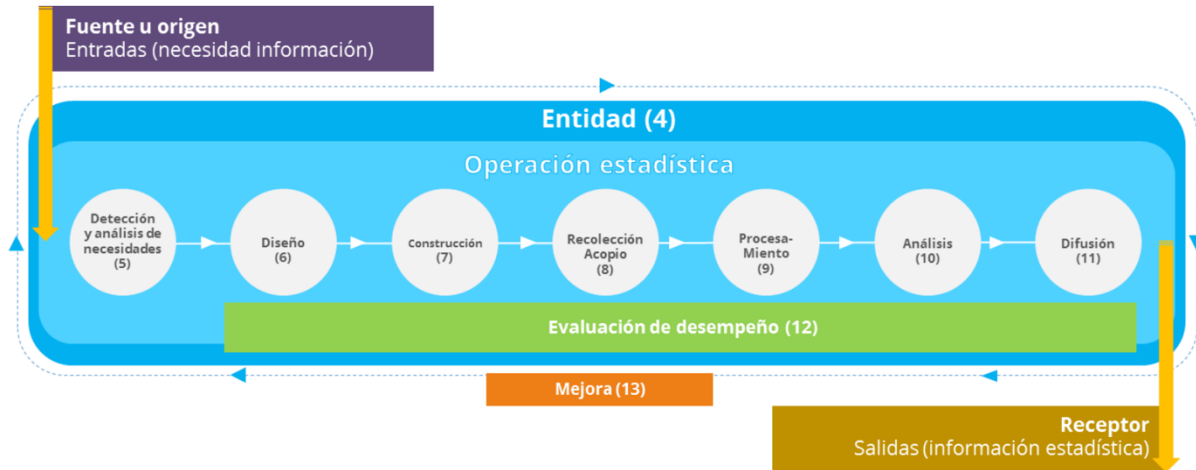 Fuente u origen
Entradas (necesidad información)
Entidad (4)
Operación estadística
Detección
y análisis de
necesidades
(5)
Diseño
(6)
Construcción
(7)
Recolección
Acopio
(8)
Procesa-
Miento
(9)
Análisis
(10)
Difusión
(11)
Evaluación de desempeño (12)
Mejora (13)
Receptor
Salidas (información estadística)